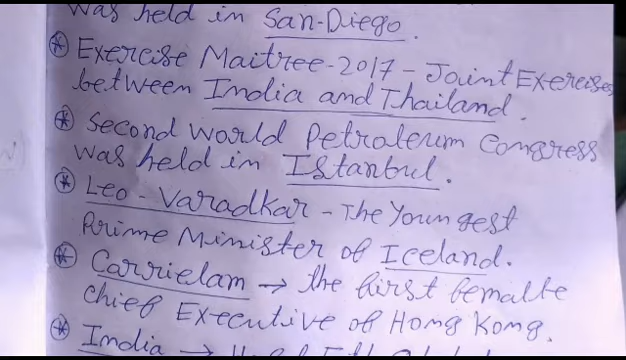 was held in San-Diego.
Exercise Maitree-2017 - Joint Exercises
between India and Thailand.
Second World Petroleum Congress
was held in Istanbul.
Leo - Varadkar - The Youngest
Prime Minister of Iceland.
Carrielam → the first femalte
chief Executive of Hong Kong.
India →